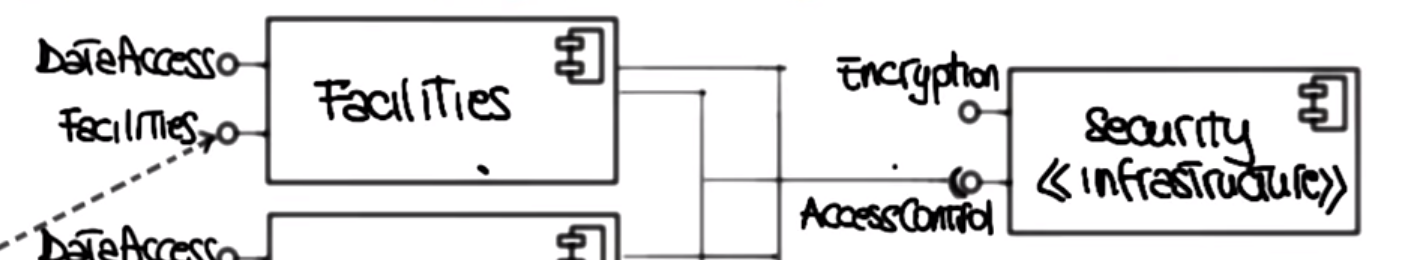 DateAccess
Facilities
Facilities
Encryption
Security
<<infrastructure>>
AccessControl
DateAccess